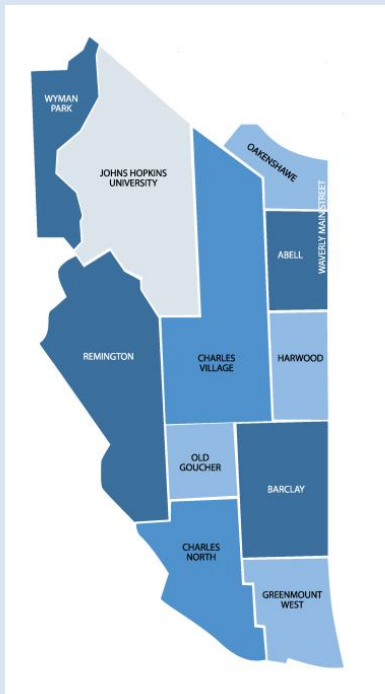 WYMAN
PARK
JOHNS HOPKINS
UNIVERSITY
OAKENSHAWE
WAVERLY MAIN STREET
ABELL
REMINGTON
CHARLES
VILLAGE
HARWOOD
OLD
GOUCHER
BARCLAY
CHARLES
NORTH
GREENMOUNT
WEST